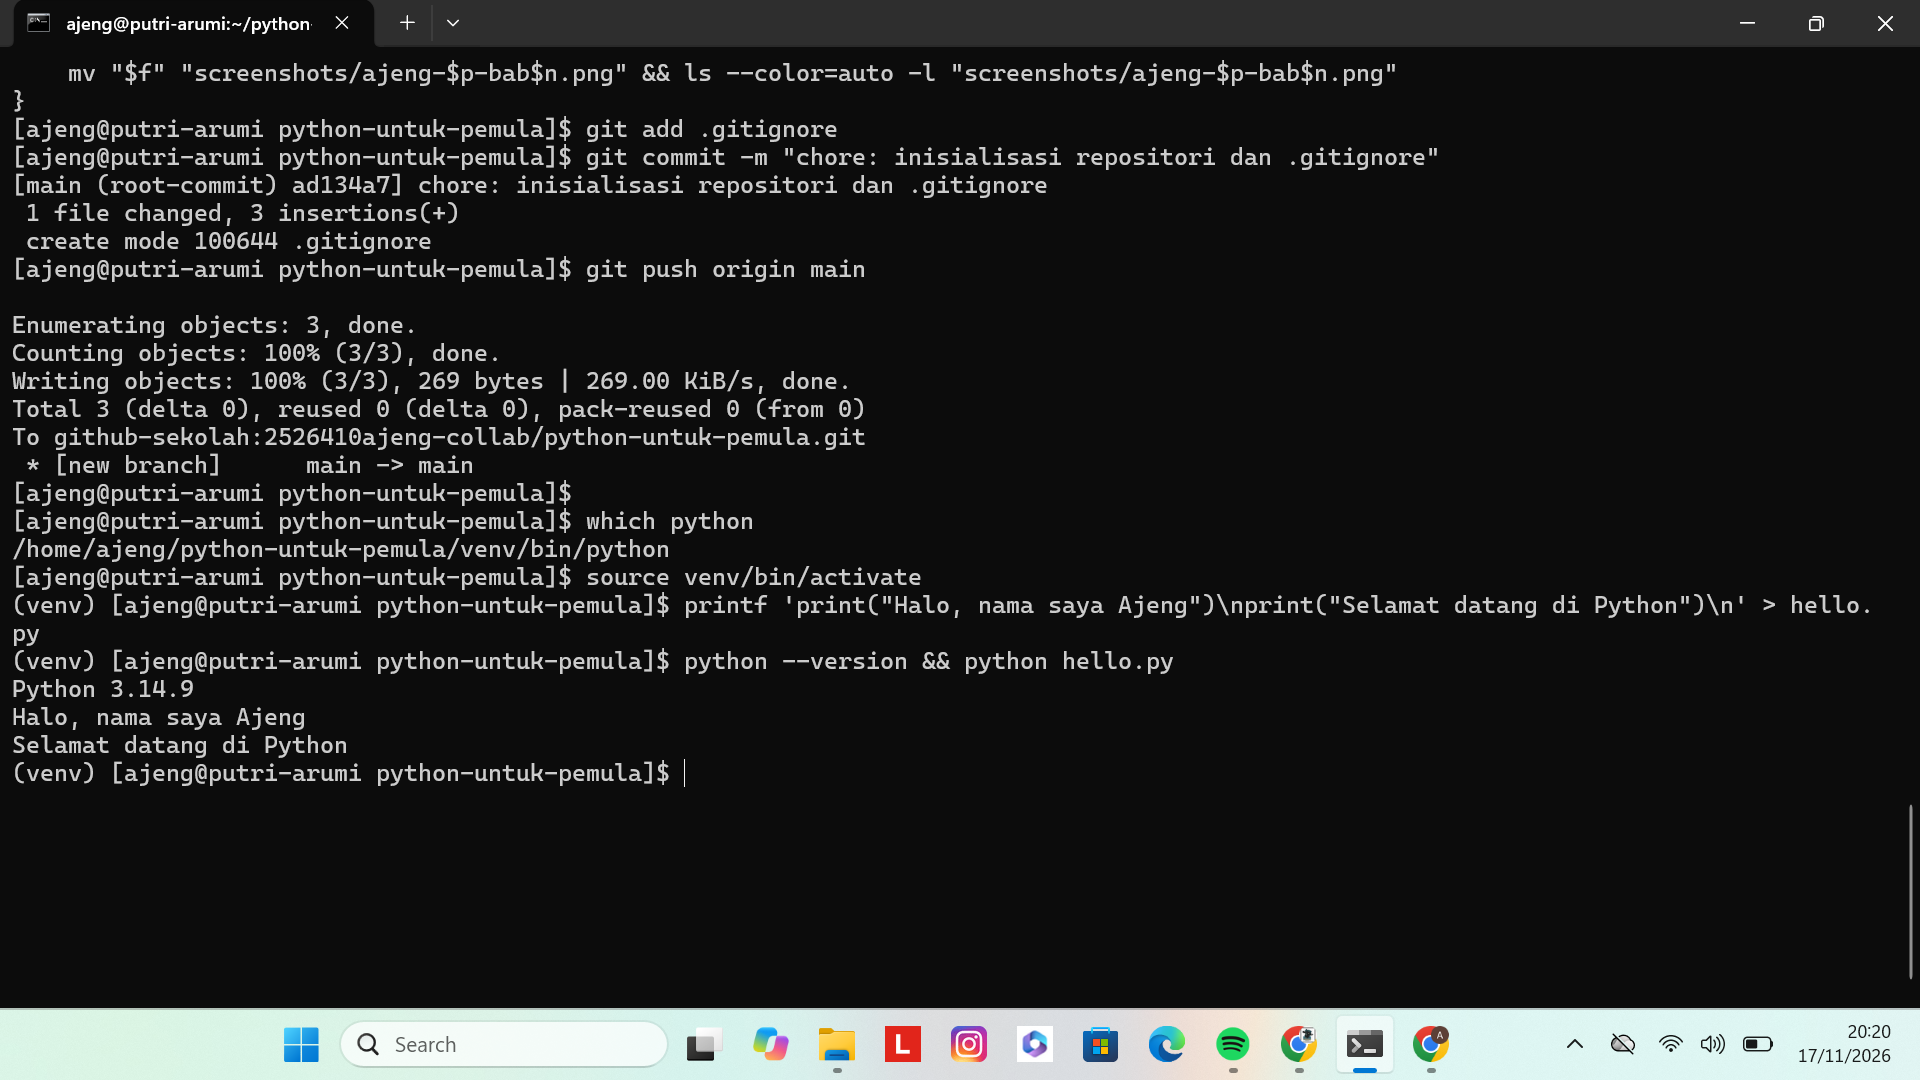 ajeng@putri-arumi:~/python-
    mv "$f" "screenshots/ajeng-$p-bab$n.png" && ls --color=auto -l "screenshots/ajeng-$p-bab$n.png"
}
[ajeng@putri-arumi python-untuk-pemula]$ git add .gitignore
[ajeng@putri-arumi python-untuk-pemula]$ git commit -m "chore: inisialisasi repositori dan .gitignore"
[main (root-commit) ad134a7] chore: inisialisasi repositori dan .gitignore
 1 file changed, 3 insertions(+)
 create mode 100644 .gitignore
[ajeng@putri-arumi python-untuk-pemula]$ git push origin main
Enumerating objects: 3, done.
Counting objects: 100% (3/3), done.
Writing objects: 100% (3/3), 269 bytes | 269.00 KiB/s, done.
Total 3 (delta 0), reused 0 (delta 0), pack-reused 0 (from 0)
To github-sekolah:2526410ajeng-collab/python-untuk-pemula.git
 * [new branch]      main -> main
[ajeng@putri-arumi python-untuk-pemula]$
[ajeng@putri-arumi python-untuk-pemula]$ which python
/home/ajeng/python-untuk-pemula/venv/bin/python
[ajeng@putri-arumi python-untuk-pemula]$ source venv/bin/activate
(venv) [ajeng@putri-arumi python-untuk-pemula]$ printf 'print("Halo, nama saya Ajeng")\nprint("Selamat datang di Python")\n' > hello.
py
(venv) [ajeng@putri-arumi python-untuk-pemula]$ python --version && python hello.py
Python 3.14.9
Halo, nama saya Ajeng
Selamat datang di Python
(venv) [ajeng@putri-arumi python-untuk-pemula]$
Search
L
A
20:20
17/11/2026